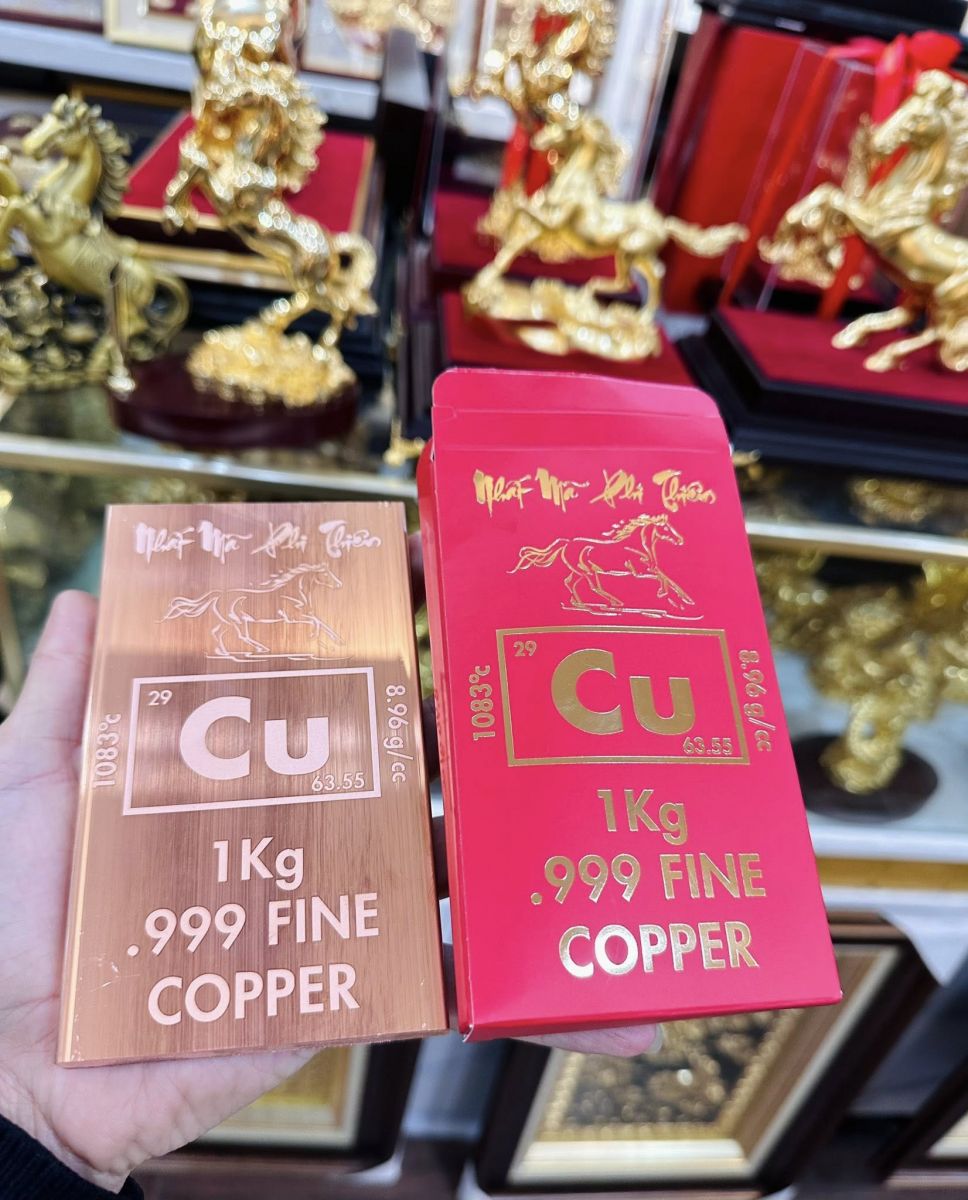 Nhất Mã Phi Thiên
29
Cu
63.55
1083°c
8.96 g/cc
1Kg
.999 FINE
COPPER
Nhất Mã Phi Thiên
29
Cu
63.55
1083°c
8.96 g/cc
1Kg
.999 FINE
COPPER